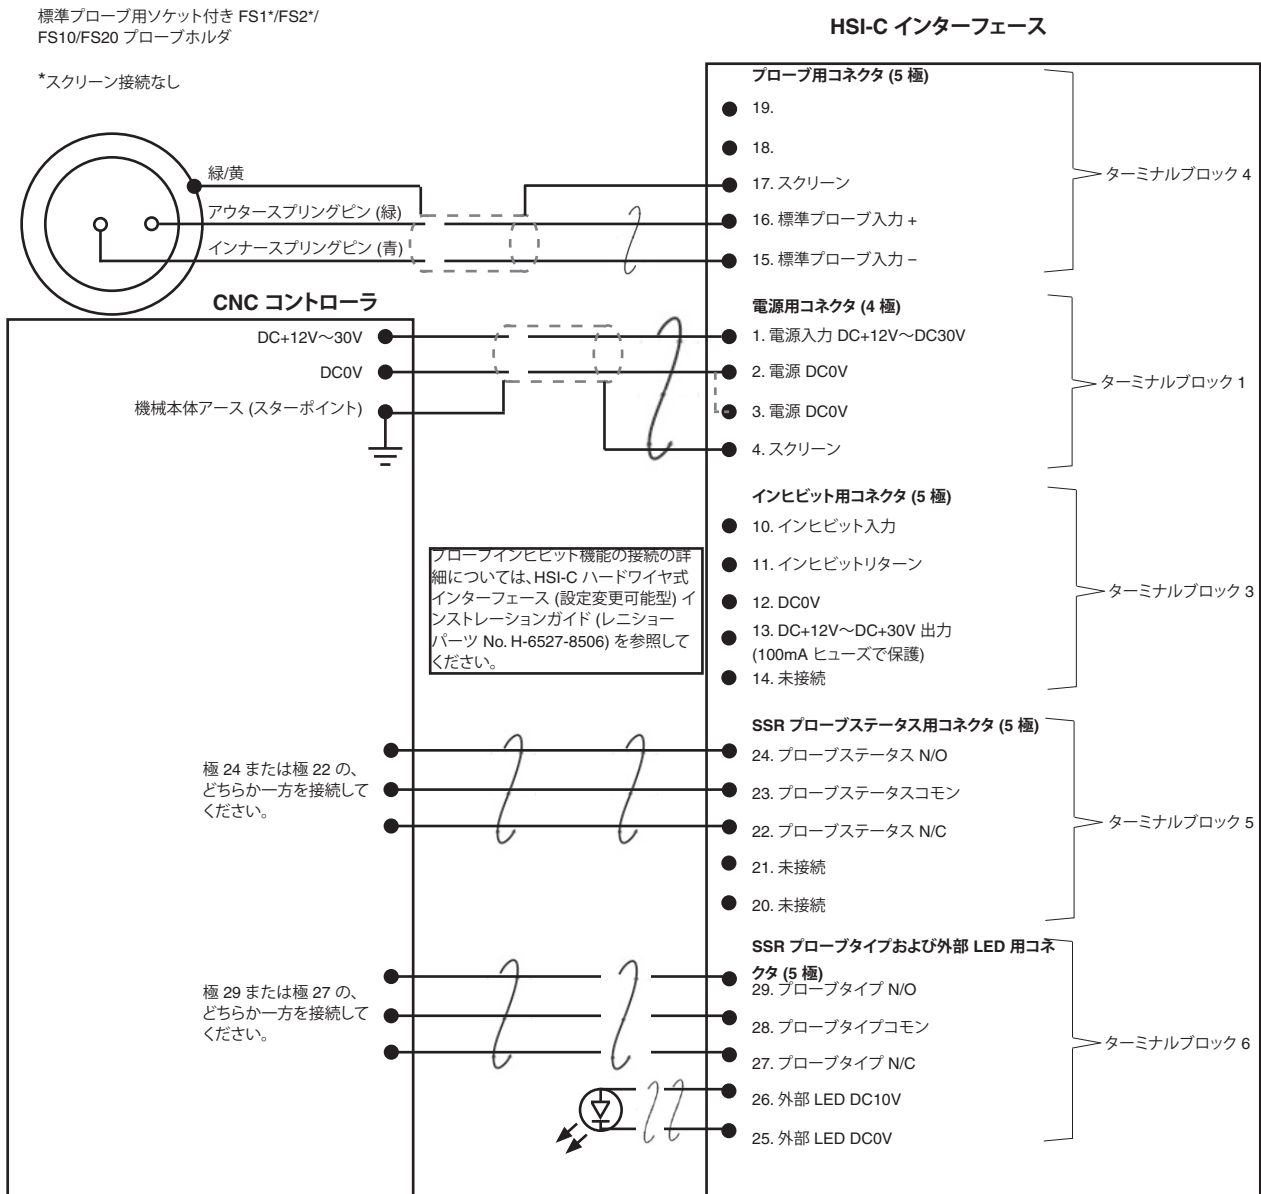 標準プローブ用ソケット付き FS1*/FS2*/
FS10/FS20 プローブホルダ
*スクリーン接続なし
HSI-C インターフェース
プローブ用コネクタ (5 極)
19.
18.
17. スクリーン
16. 標準プローブ入力 +
15. 標準プローブ入力 –
ターミナルブロック 4
緑/黄
アウタースプリングピン (緑)
インナースプリングピン (青)
CNC コントローラ
DC+12V～30V
DC0V
機械本体アース (スターポイント)
電源用コネクタ (4 極)
1. 電源入力 DC+12V～DC30V
2. 電源 DC0V
3. 電源 DC0V
4. スクリーン
ターミナルブロック 1
インヒビット用コネクタ (5 極)
10. インヒビット入力
11. インヒビットリターン
12. DC0V
13. DC+12V～DC+30V 出力
(100mA ヒューズで保護)
14. 未接続
ターミナルブロック 3
プローブインヒビット機能の接続の詳
細については、HSI-C ハードワイヤ式
インターフェース (設定変更可能型) イ
ンストレーションガイド (レニショー
パーツ No. H-6527-8506) を参照して
ください。
SSR プローブステータス用コネクタ (5 極)
24. プローブステータス N/O
23. プローブステータスコモン
22. プローブステータス N/C
21. 未接続
20. 未接続
ターミナルブロック 5
極 24 または極 22 の、
どちらか一方を接続して
ください。
SSR プローブタイプおよび外部 LED 用コネ
クタ (5 極)
29. プローブタイプ N/O
28. プローブタイプコモン
27. プローブタイプ N/C
26. 外部 LED DC10V
25. 外部 LED DC0V
ターミナルブロック 6
極 29 または極 27 の、
どちらか一方を接続して
ください。